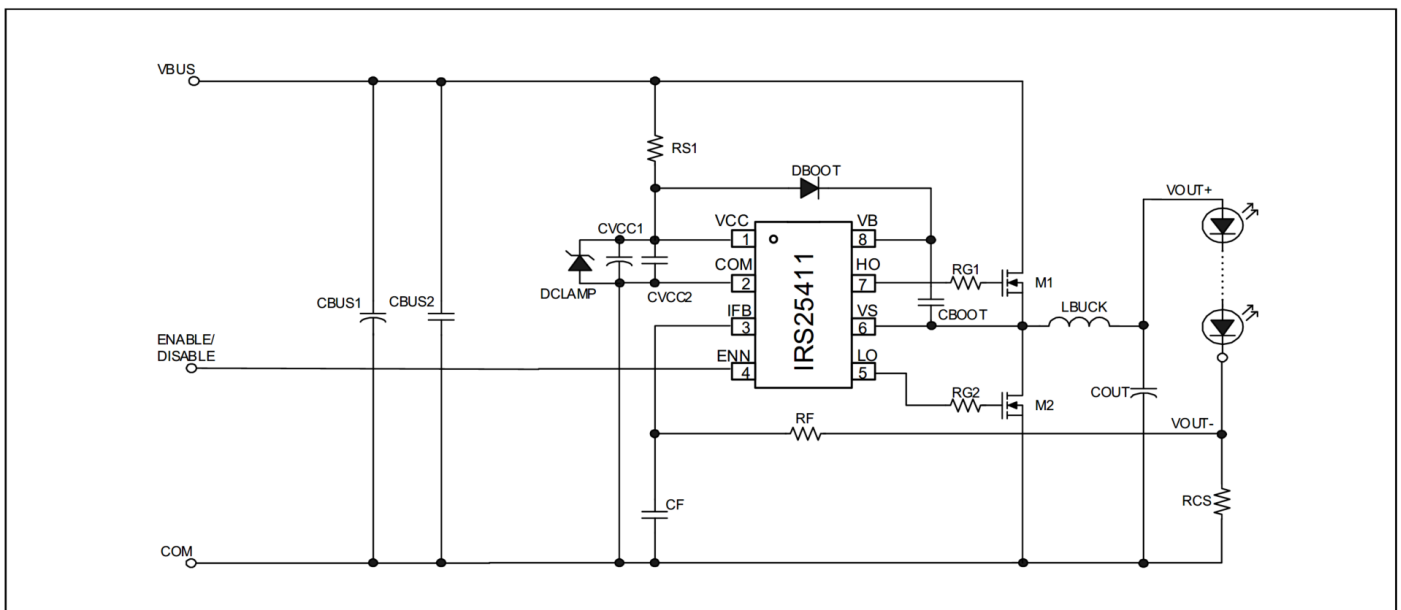 VBUS
RS1
DBOOT
VOUT+
CVCC1
VCC
VB
1
8
COM
HO
RG1
2
7
M1
DCLAMP
CVCC2
CBUS1
CBUS2
IFB
VS
CBOOT
LBUCK
3
6
IRS25411
ENABLE/
DISABLE
ENN
LO
4
5
RG2
M2
COUT
RF
VOUT-
CF
RCS
COM